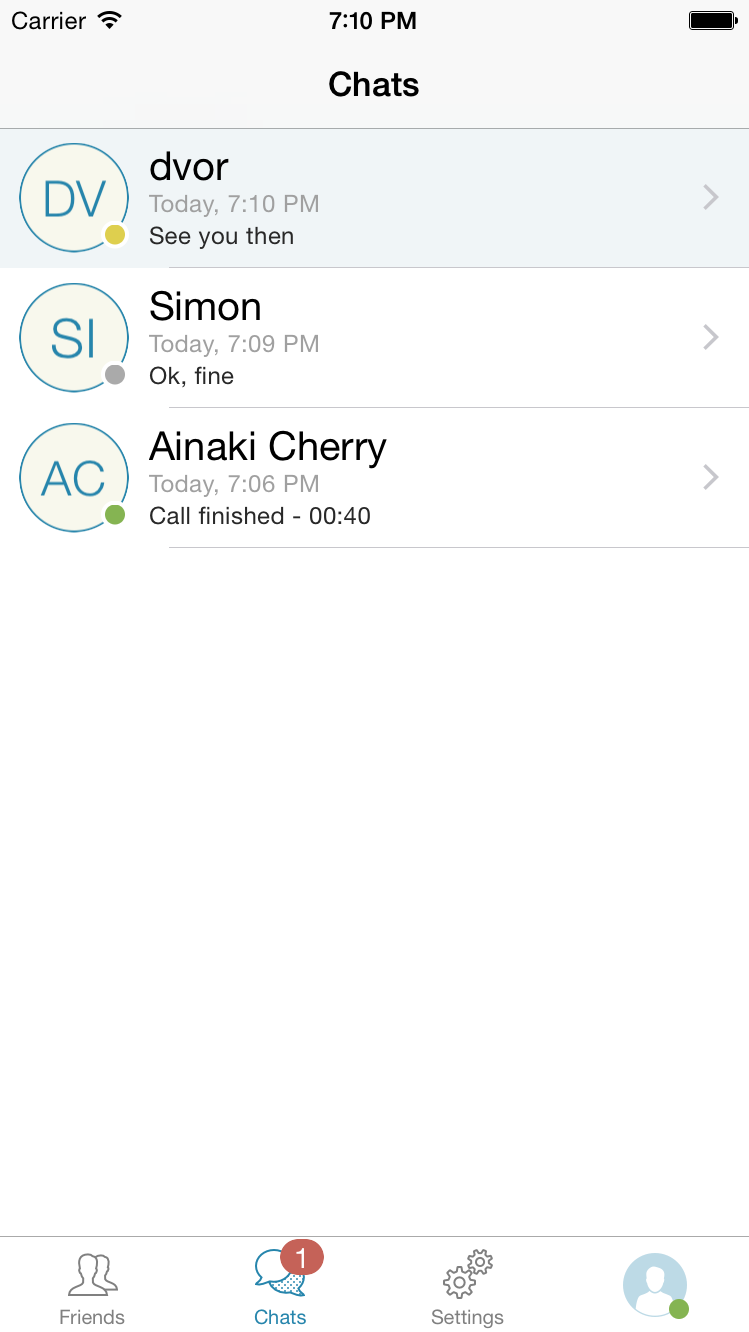 Carrier 7:10 PM
Chats
DV
dvor
Today, 7:10 PM
See you then
SI
Simon
Today, 7:09 PM
Ok, fine
AC
Ainaki Cherry
Today, 7:06 PM
Call finished - 00:40
1
Friends Chats Settings